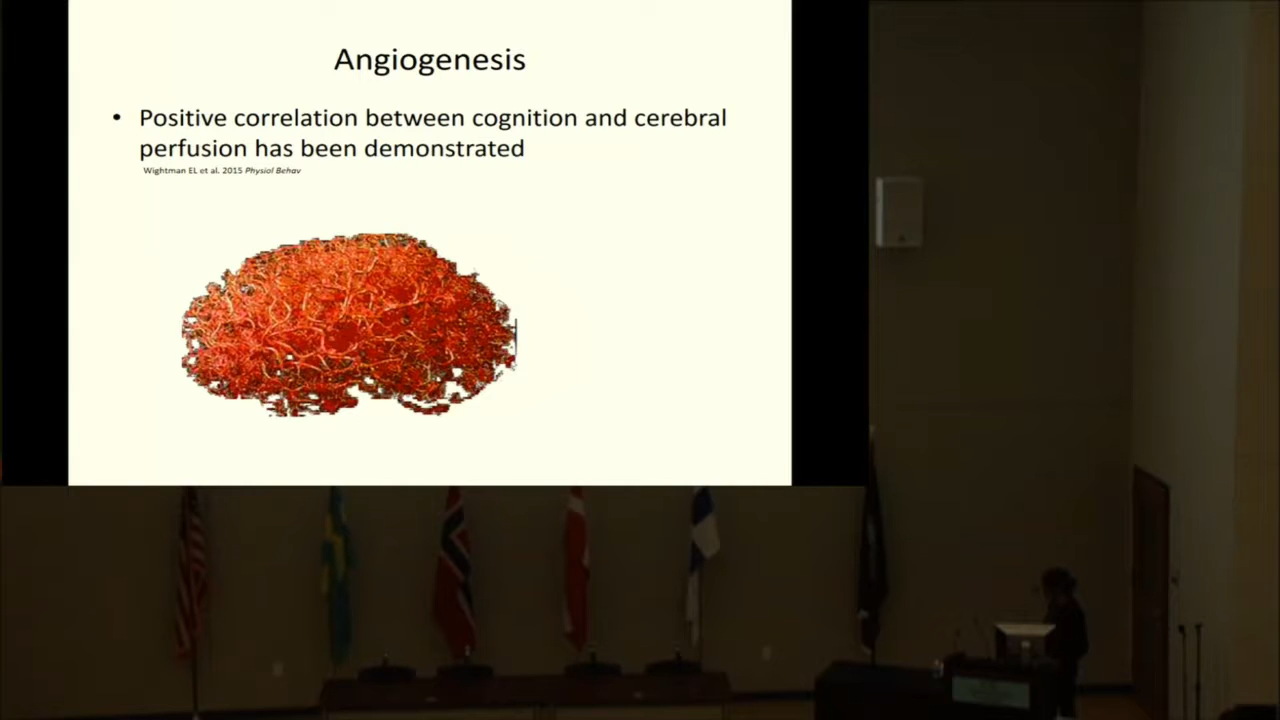 Angiogenesis
• Positive correlation between cognition and cerebral
perfusion has been demonstrated
Wightman EL et al. 2015 Physiol Behav